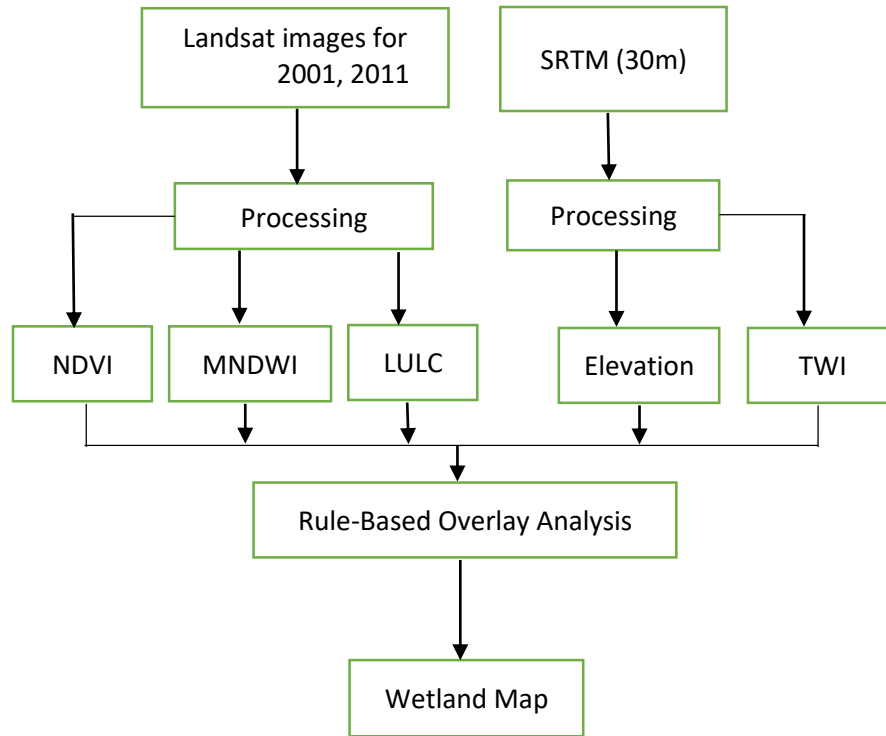 Landsat images for
2001, 2011
SRTM (30m)
Processing
Processing
NDVI
MNDWI
LULC
Elevation
TWI
Rule-Based Overlay Analysis
Wetland Map